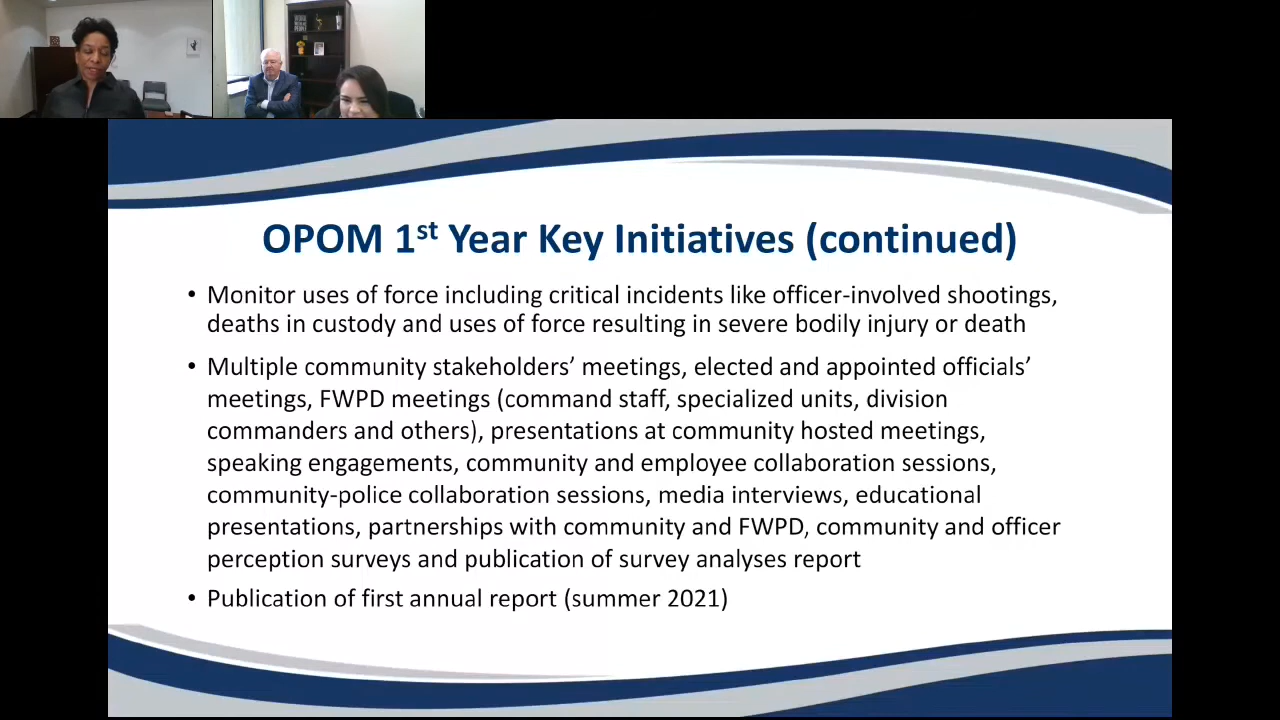 OPOM 1st Year Key Initiatives (continued)
• Monitor uses of force including critical incidents like officer-involved shootings,
deaths in custody and uses of force resulting in severe bodily injury or death
• Multiple community stakeholders’ meetings, elected and appointed officials’
meetings, FWPD meetings (command staff, specialized units, division
commanders and others), presentations at community hosted meetings,
speaking engagements, community and employee collaboration sessions,
community-police collaboration sessions, media interviews, educational
presentations, partnerships with community and FWPD, community and officer
perception surveys and publication of survey analyses report
• Publication of first annual report (summer 2021)